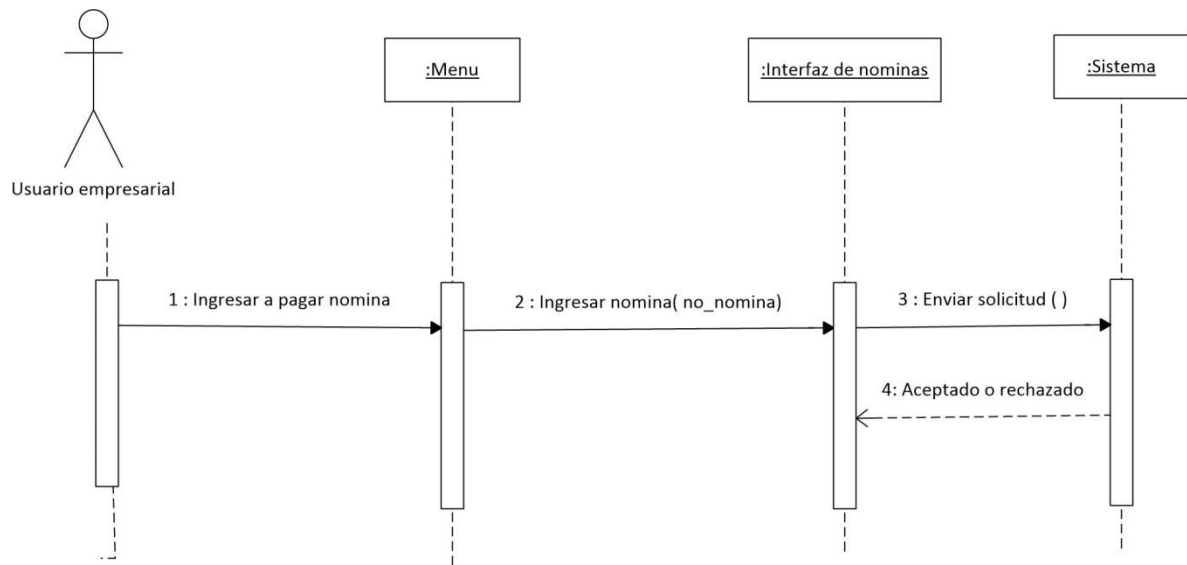 :Menu
:Interfaz de nominas
:Sistema
Usuario empresarial
1 : Ingresar a pagar nomina
2 : Ingresar nomina( no_nomina)
3 : Enviar solicitud ( )
4: Aceptado o rechazado